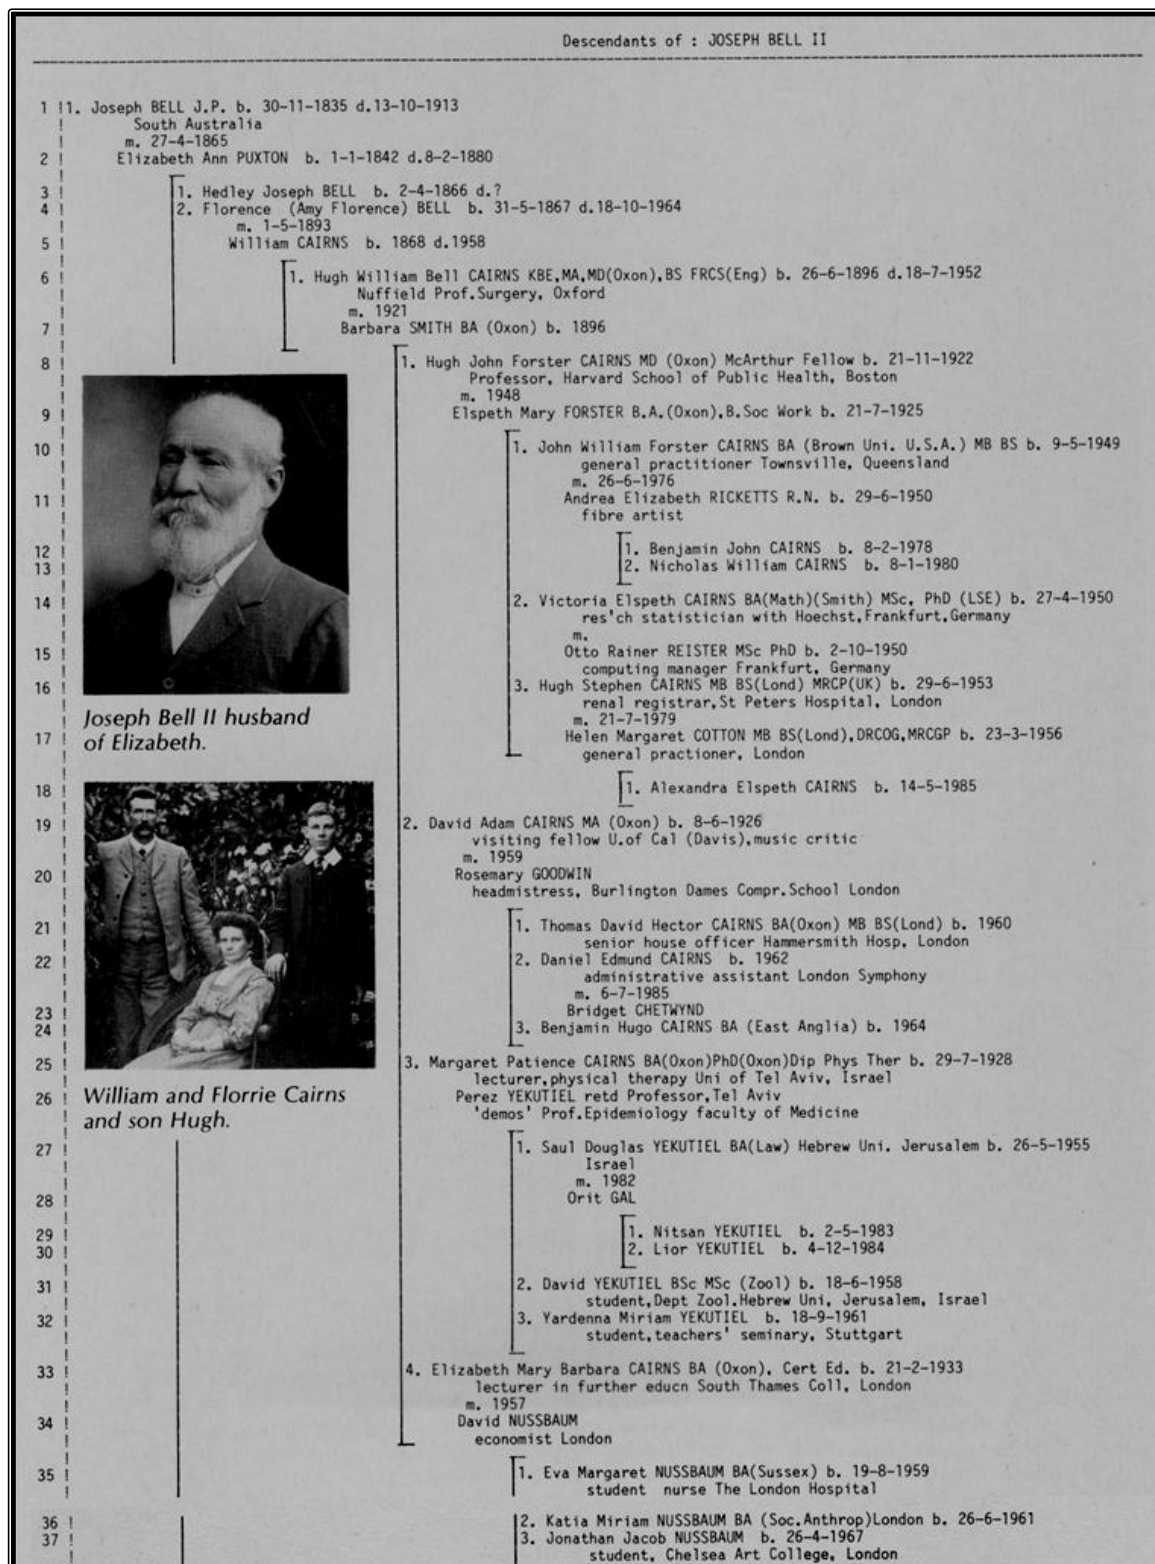 Descendants of : JOSEPH BELL II
1 !1. Joseph BELL J.P. b. 30-11-1835 d.13-10-1913
! South Australia
! m. 27-4-1865
2 ! Elizabeth Ann PUXTON b. 1-1-1842 d.8-2-1880
3 ! 1. Hedley Joseph BELL b. 2-4-1866 d.?
4 ! 2. Florence (Amy Florence) BELL b. 31-5-1867 d.18-10-1964
! m. 1-5-1893
5 ! William CAIRNS b. 1868 d.1958
6 ! 1. Hugh William Bell CAIRNS KBE,MA,MD(Oxon),BS FRCS(Eng) b. 26-6-1896 d.18-7-1952
! Nuffield Prof.Surgery, Oxford
! m. 1921
7 ! Barbara SMITH BA (Oxon) b. 1896
8 ! 1. Hugh John Forster CAIRNS MD (Oxon) McArthur Fellow b. 21-11-1922
! Professor, Harvard School of Public Health, Boston
! m. 1948
9 ! Elspeth Mary FORSTER B.A.(Oxon),B.Soc Work b. 21-7-1925
10 ! 1. John William Forster CAIRNS BA (Brown Uni. U.S.A.) MB BS b. 9-5-1949
! general practitioner Townsville, Queensland
! m. 26-6-1976
11 ! Andrea Elizabeth RICKETTS R.N. b. 29-6-1950
! fibre artist
12 ! 1. Benjamin John CAIRNS b. 8-2-1978
13 ! 2. Nicholas William CAIRNS b. 8-1-1980
14 ! 2. Victoria Elspeth CAIRNS BA(Math)(Smith) MSc, PhD (LSE) b. 27-4-1950
! res'ch statistician with Hoechst,Frankfurt,Germany
! m.
15 ! Otto Rainer REISTER MSc PhD b. 2-10-1950
! computing manager Frankfurt, Germany
16 ! 3. Hugh Stephen CAIRNS MB BS(Lond) MRCP(UK) b. 29-6-1953
! renal registrar,St Peters Hospital, London
! m. 21-7-1979
17 ! Helen Margaret COTTON MB BS(Lond),DRCOG,MRCGP b. 23-3-1956
! general practioner, London
Joseph Bell II husband
of Elizabeth.
18 ! 1. Alexandra Elspeth CAIRNS b. 14-5-1985
19 ! 2. David Adam CAIRNS MA (Oxon) b. 8-6-1926
! visiting fellow U.of Cal (Davis),music critic
! m. 1959
20 ! Rosemary GOODWIN
! headmistress, Burlington Dames Compr.School London
21 ! 1. Thomas David Hector CAIRNS BA(Oxon) MB BS(Lond) b. 1960
! senior house officer Hammersmith Hosp, London
22 ! 2. Daniel Edmund CAIRNS b. 1962
! administrative assistant London Symphony
! m. 6-7-1985
23 ! Bridget CHETWYND
24 ! 3. Benjamin Hugo CAIRNS BA (East Anglia) b. 1964
25 ! 3. Margaret Patience CAIRNS BA(Oxon)PhD(Oxon)Dip Phys Ther b. 29-7-1928
! lecturer,physical therapy Uni of Tel Aviv, Israel
26 ! Perez YEKUTIEL retd Professor,Tel Aviv
! 'demos' Prof.Epidemiology faculty of Medicine
William and Florrie Cairns
and son Hugh.
27 ! 1. Saul Douglas YEKUTIEL BA(Law) Hebrew Uni. Jerusalem b. 26-5-1955
! Israel
! m. 1982
28 ! Orit GAL
29 ! 1. Nitsan YEKUTIEL b. 2-5-1983
30 ! 2. Lior YEKUTIEL b. 4-12-1984
31 ! 2. David YEKUTIEL BSc MSc (Zool) b. 18-6-1958
! student,Dept Zool.Hebrew Uni, Jerusalem, Israel
32 ! 3. Yardenna Miriam YEKUTIEL b. 18-9-1961
! student,teachers' seminary, Stuttgart
33 ! 4. Elizabeth Mary Barbara CAIRNS BA (Oxon), Cert Ed. b. 21-2-1933
! lecturer in further educn South Thames Coll, London
! m. 1957
34 ! David NUSSBAUM
! economist London
35 ! 1. Eva Margaret NUSSBAUM BA(Sussex) b. 19-8-1959
! student nurse The London Hospital
36 ! 2. Katia Miriam NUSSBAUM BA (Soc.Anthrop)London b. 26-6-1961
37 ! 3. Jonathan Jacob NUSSBAUM b. 26-4-1967
! student, Chelsea Art College, London